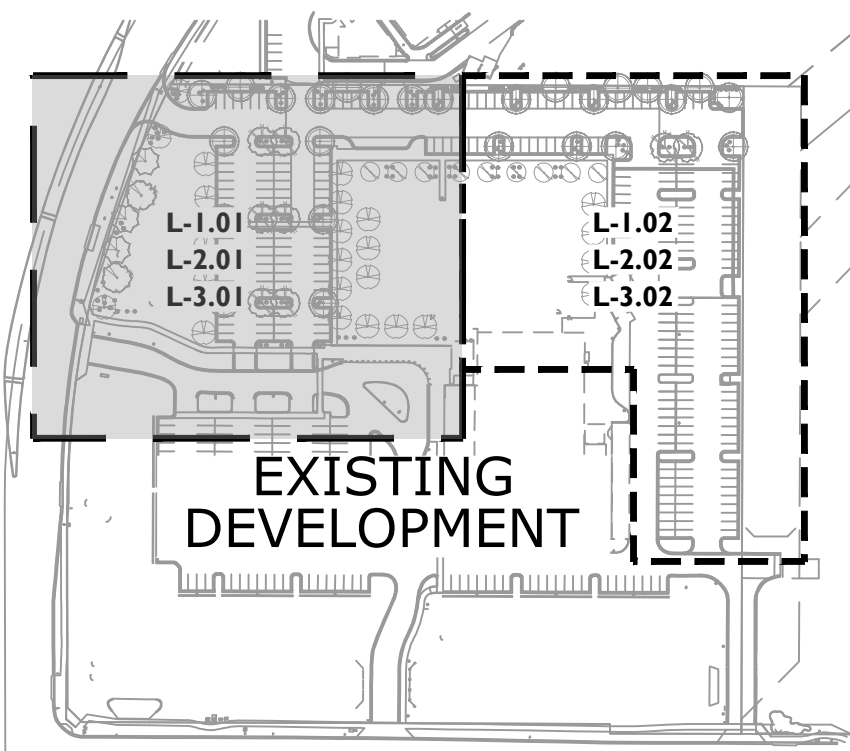 L-1.01
L-2.01
L-3.01
L-1.02
L-2.02
L-3.02
EXISTING
DEVELOPMENT